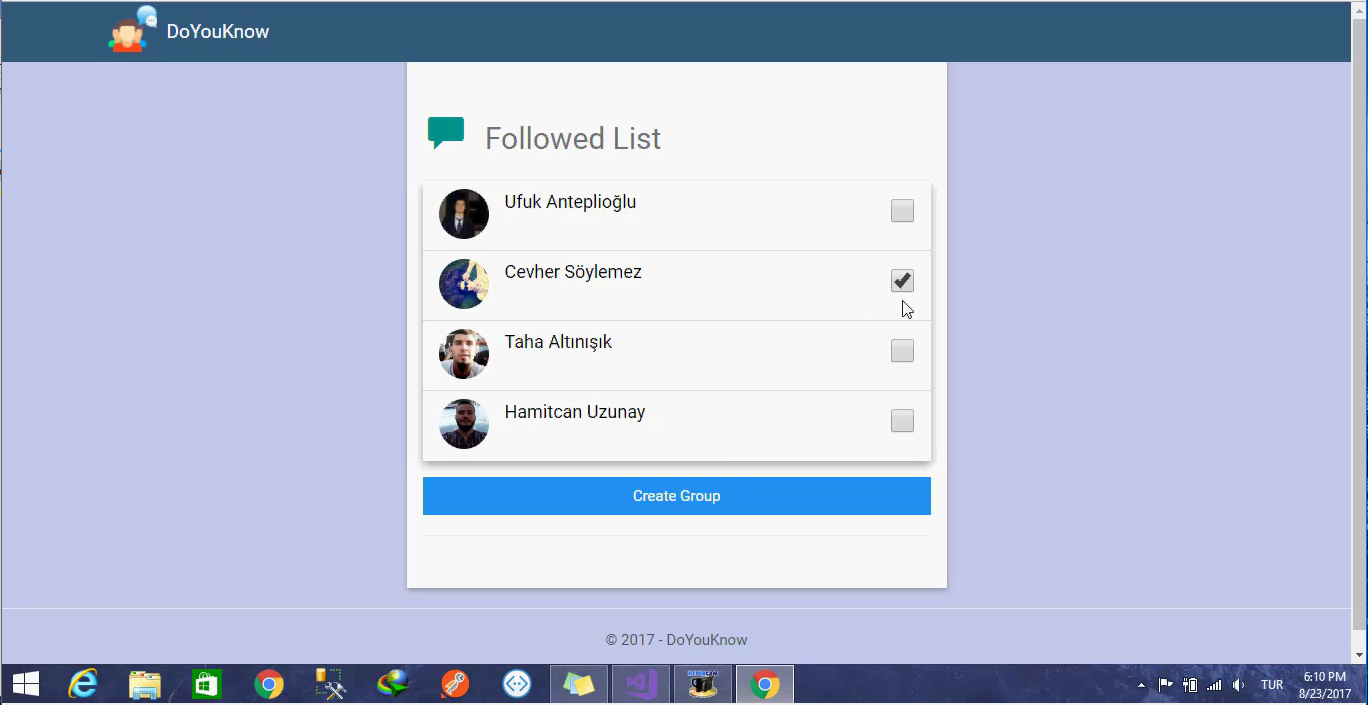 DoYouKnow
Followed List
Ufuk Anteplioğlu
Cevher Söylemez
Taha Altınışık
Hamitcan Uzunay
Create Group
© 2017 - DoYouKnow
TUR
6:10 PM
8/23/2017